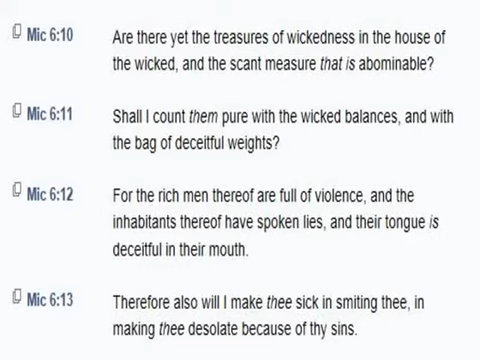 Mic 6:10 Are there yet the treasures of wickedness in the house of
the wicked, and the scant measure that is abominable?
Mic 6:11 Shall I count them pure with the wicked balances, and with
the bag of deceitful weights?
Mic 6:12 For the rich men thereof are full of violence, and the
inhabitants thereof have spoken lies, and their tongue is
deceitful in their mouth.
Mic 6:13 Therefore also will I make thee sick in smiting thee, in
making thee desolate because of thy sins.